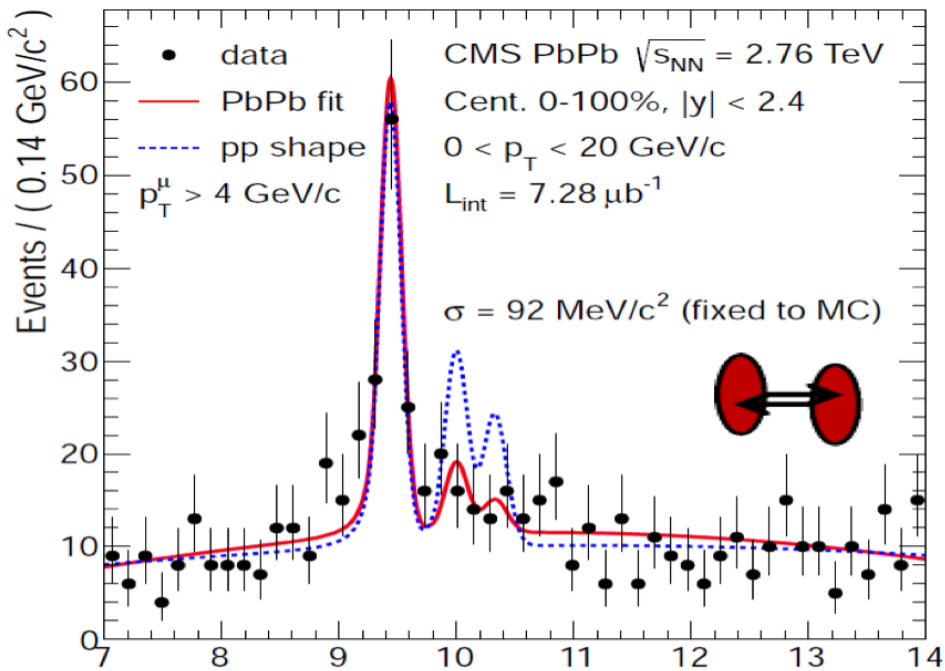 data
PbPb fit
pp shape
p_T^μ > 4 GeV/c
CMS PbPb √s_NN = 2.76 TeV
Cent. 0-100%, |y| < 2.4
0 < p_T < 20 GeV/c
L_int = 7.28 μb⁻¹
σ = 92 MeV/c² (fixed to MC)
Events / ( 0.14 GeV/c² )
60
50
40
30
20
10
0
7 8 9 10 11 12 13 14